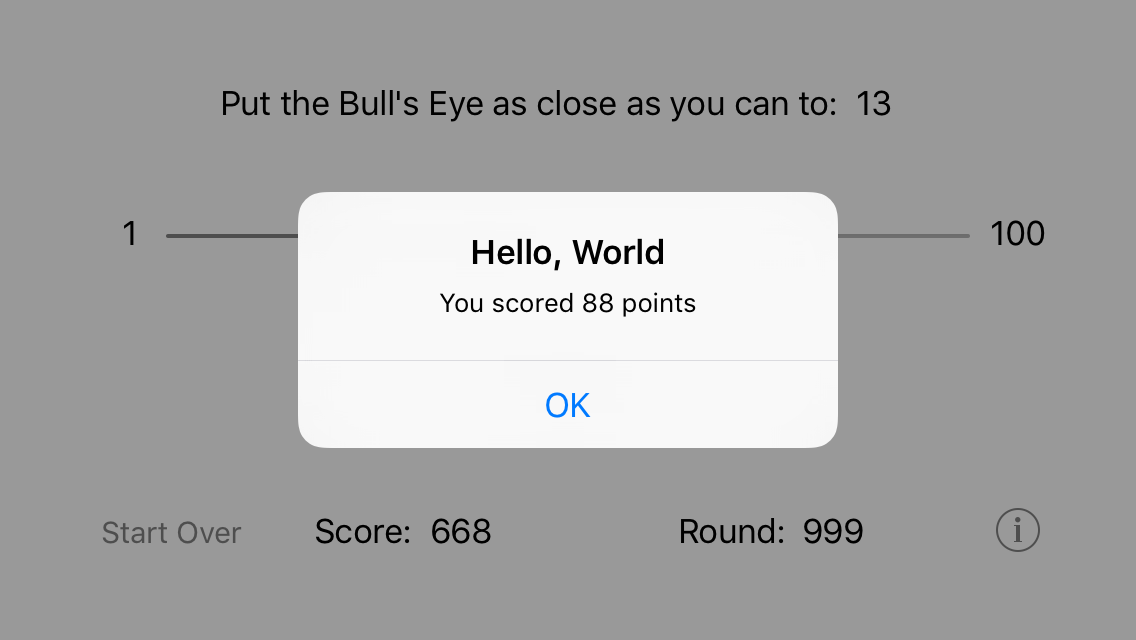 Put the Bull's Eye as close as you can to: 13
1 100
Hello, World
You scored 88 points
OK
Start Over Score: 668 Round: 999 i